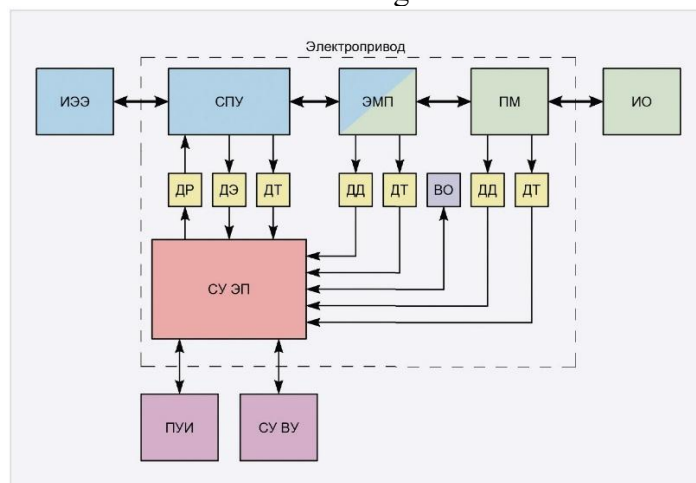 Электропривод
ИЭЭ СПУ ЭМП ПМ ИО
ДР ДЭ ДТ ДД ДТ ВО ДД ДТ
СУ ЭП
ПУИ СУ ВУ